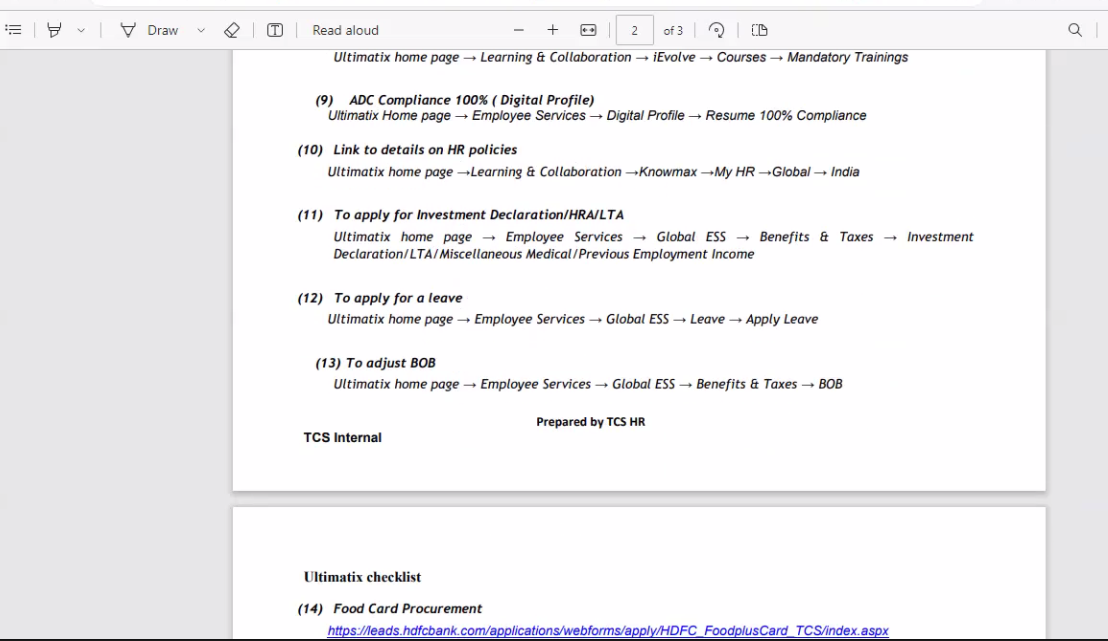 Draw
Read aloud
2 of 3
Ultimatix home page → Learning & Collaboration → iEvolve → Courses → Mandatory Trainings
(9) ADC Compliance 100% ( Digital Profile)
Ultimatix Home page → Employee Services → Digital Profile → Resume 100% Compliance
(10) Link to details on HR policies
Ultimatix home page →Learning & Collaboration →Knowmax →My HR →Global → India
(11) To apply for Investment Declaration/HRA/LTA
Ultimatix home page → Employee Services → Global ESS → Benefits & Taxes → Investment
Declaration/LTA/Miscellaneous Medical/Previous Employment Income
(12) To apply for a leave
Ultimatix home page → Employee Services → Global ESS → Leave → Apply Leave
(13) To adjust BOB
Ultimatix home page → Employee Services → Global ESS → Benefits & Taxes → BOB
Prepared by TCS HR
TCS Internal
Ultimatix checklist
(14) Food Card Procurement
https://leads.hdfcbank.com/applications/webforms/apply/HDFC_FoodplusCard_TCS/index.aspx